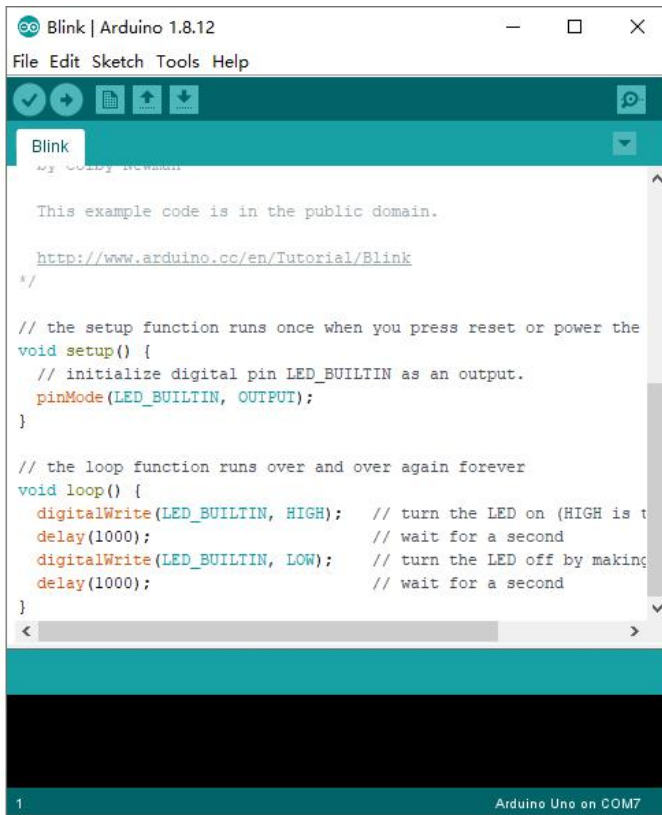 Blink | Arduino 1.8.12
File Edit Sketch Tools Help
Blink
by Colby Newman
This example code is in the public domain.
http://www.arduino.cc/en/Tutorial/Blink
*/
// the setup function runs once when you press reset or power the
void setup() {
  // initialize digital pin LED_BUILTIN as an output.
  pinMode(LED_BUILTIN, OUTPUT);
}
// the loop function runs over and over again forever
void loop() {
  digitalWrite(LED_BUILTIN, HIGH);   // turn the LED on (HIGH is t
  delay(1000);                       // wait for a second
  digitalWrite(LED_BUILTIN, LOW);    // turn the LED off by making
  delay(1000);                       // wait for a second
}
1
Arduino Uno on COM7